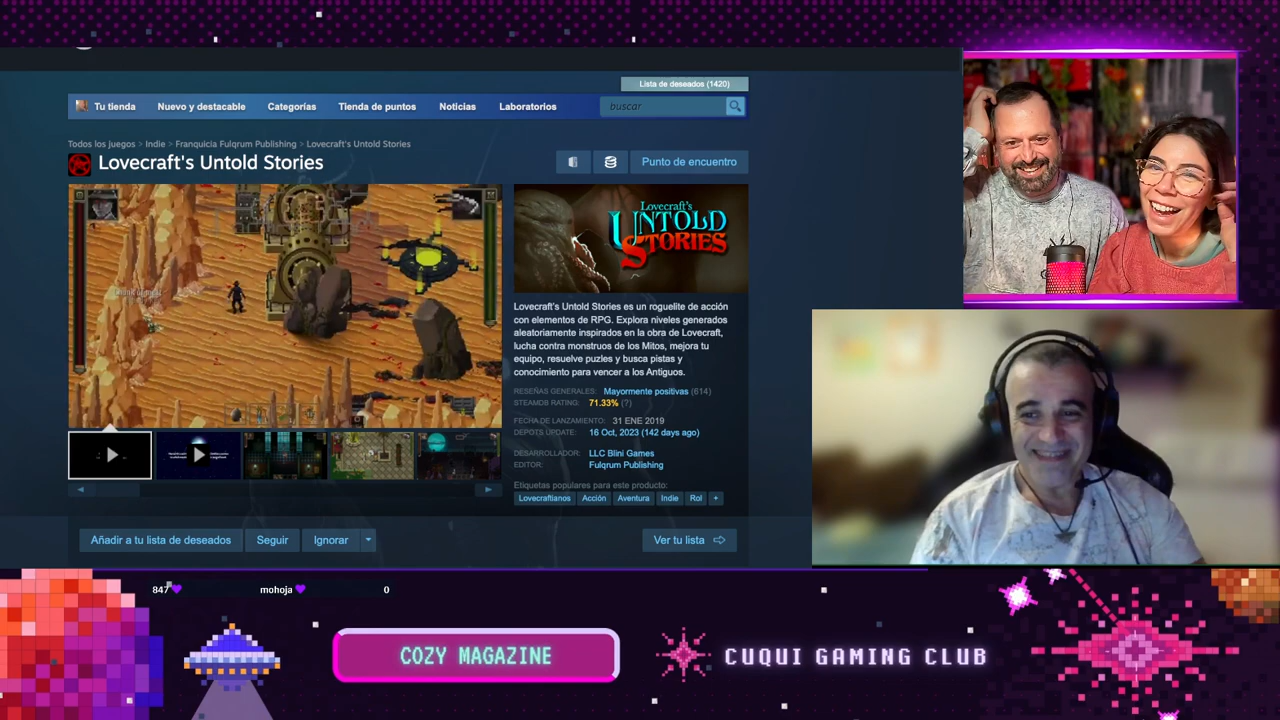 Lista de deseados (1420)
Tu tienda
Nuevo y destacable
Categorías
Tienda de puntos
Noticias
Laboratorios
buscar
Todos los juegos > Indie > Franquicia Fulqrum Publishing > Lovecraft's Untold Stories
Lovecraft's Untold Stories
Punto de encuentro
Lovecraft's
UNTOLD
STORIES
Lovecraft's Untold Stories es un roguelite de acción
con elementos de RPG. Explora niveles generados
aleatoriamente inspirados en la obra de Lovecraft,
lucha contra monstruos de los Mitos, mejora tu
equipo, resuelve puzles y busca pistas y
conocimiento para vencer a los Antiguos.
RESEÑAS GENERALES: Mayormente positivas (614)
STEAMDB RATING: 71.33% (?)
FECHA DE LANZAMIENTO: 31 ENE 2019
DEPOTS UPDATE: 16 Oct, 2023 (142 days ago)
DESARROLLADOR: LLC Blini Games
EDITOR: Fulqrum Publishing
Etiquetas populares para este producto:
Lovecraftianos
Acción
Aventura
Indie
Rol
+
Añadir a tu lista de deseados
Seguir
Ignorar
Ver tu lista
847
mohoja
0
COZY MAGAZINE
CUQUI GAMING CLUB